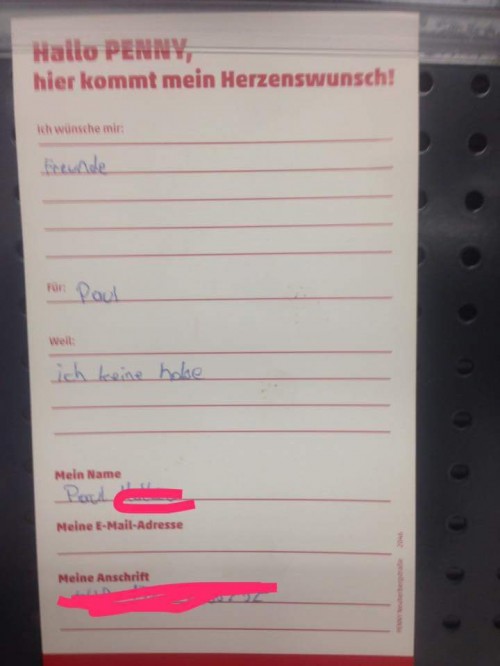 Hallo PENNY,
hier kommt mein Herzenswunsch!
Ich wünsche mir:
Freunde
Für: Paul
Weil:
ich keine habe
Mein Name
Paul
Meine E-Mail-Adresse
Meine Anschrift